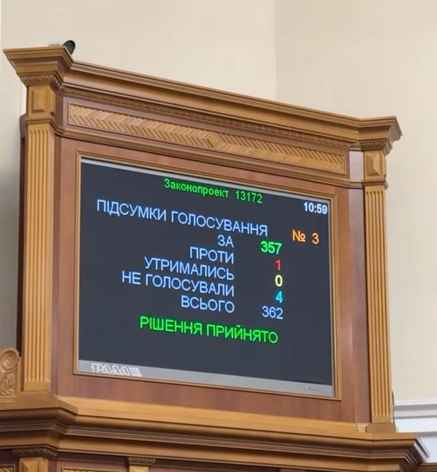 Законопроект 13172
10:59
ПІДСУМКИ ГОЛОСУВАННЯ
№ 3
ЗА 357
ПРОТИ 1
УТРИМАЛИСЬ 0
НЕ ГОЛОСУВАЛИ 4
ВСЬОГО 362
РІШЕННЯ ПРИЙНЯТО